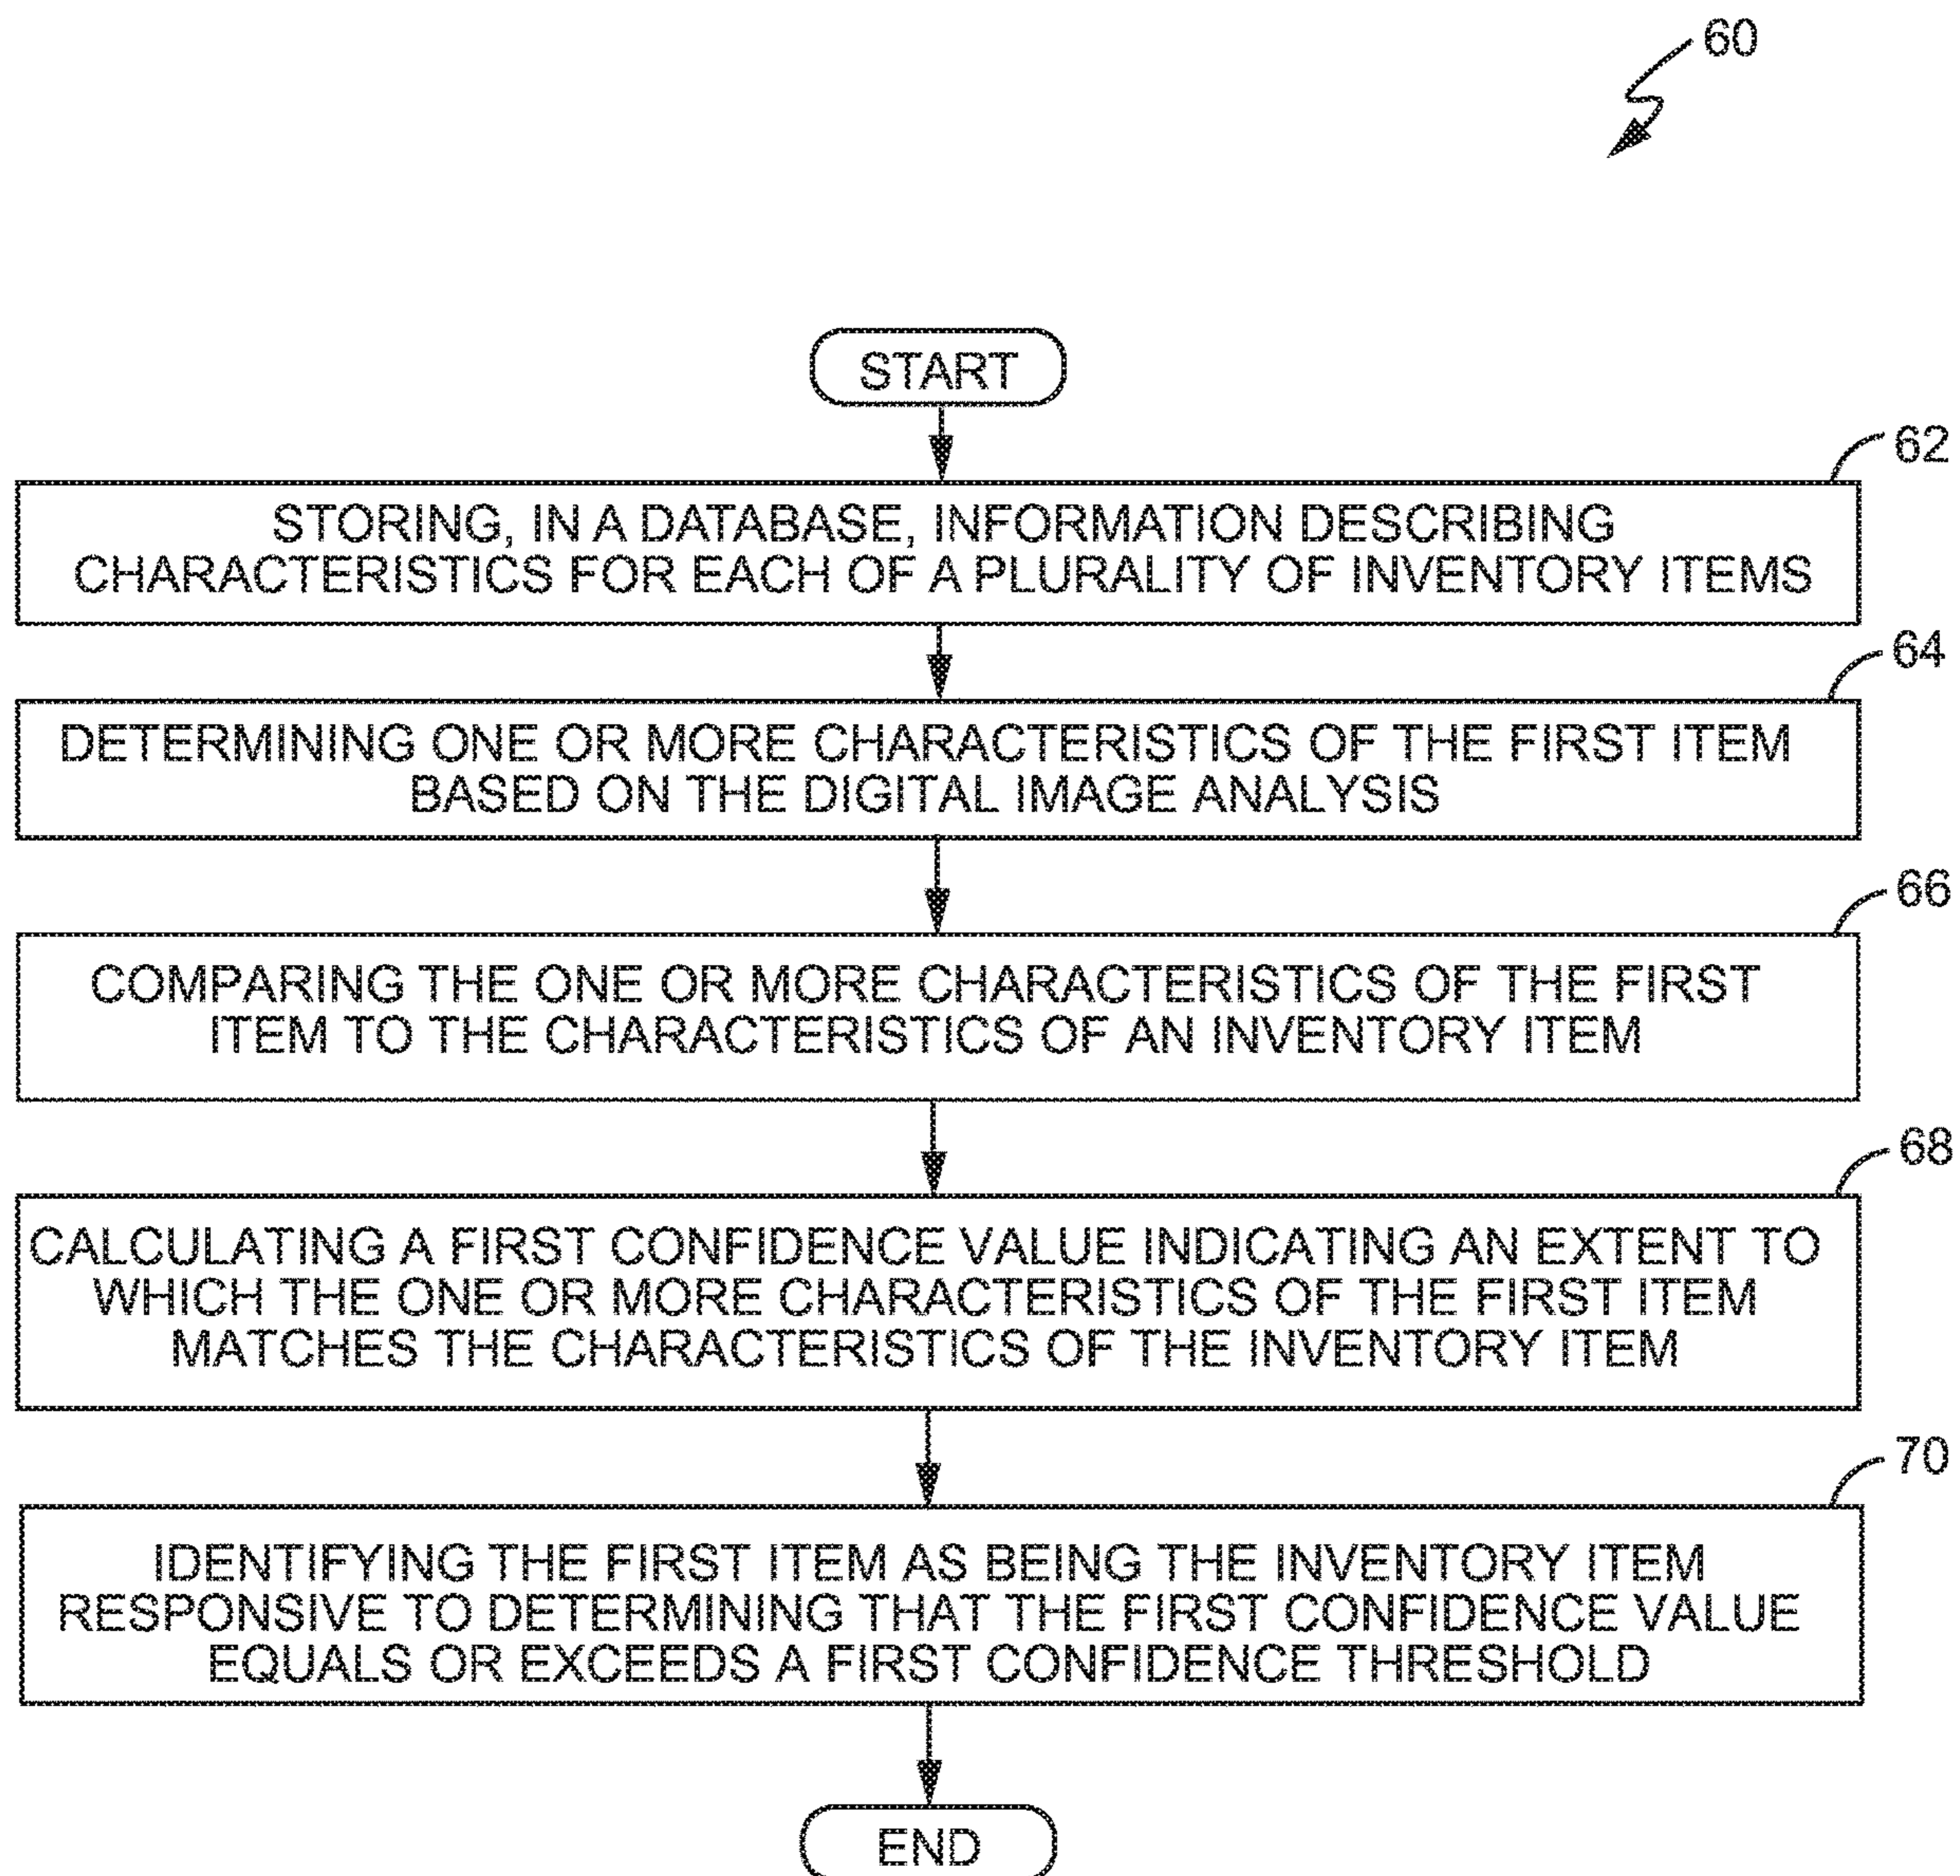 60
START
62
STORING, IN A DATABASE, INFORMATION DESCRIBING
CHARACTERISTICS FOR EACH OF A PLURALITY OF INVENTORY ITEMS
64
DETERMINING ONE OR MORE CHARACTERISTICS OF THE FIRST ITEM
BASED ON THE DIGITAL IMAGE ANALYSIS
66
COMPARING THE ONE OR MORE CHARACTERISTICS OF THE FIRST
ITEM TO THE CHARACTERISTICS OF AN INVENTORY ITEM
68
CALCULATING A FIRST CONFIDENCE VALUE INDICATING AN EXTENT TO
WHICH THE ONE OR MORE CHARACTERISTICS OF THE FIRST ITEM
MATCHES THE CHARACTERISTICS OF THE INVENTORY ITEM
70
IDENTIFYING THE FIRST ITEM AS BEING THE INVENTORY ITEM
RESPONSIVE TO DETERMINING THAT THE FIRST CONFIDENCE VALUE
EQUALS OR EXCEEDS A FIRST CONFIDENCE THRESHOLD
END